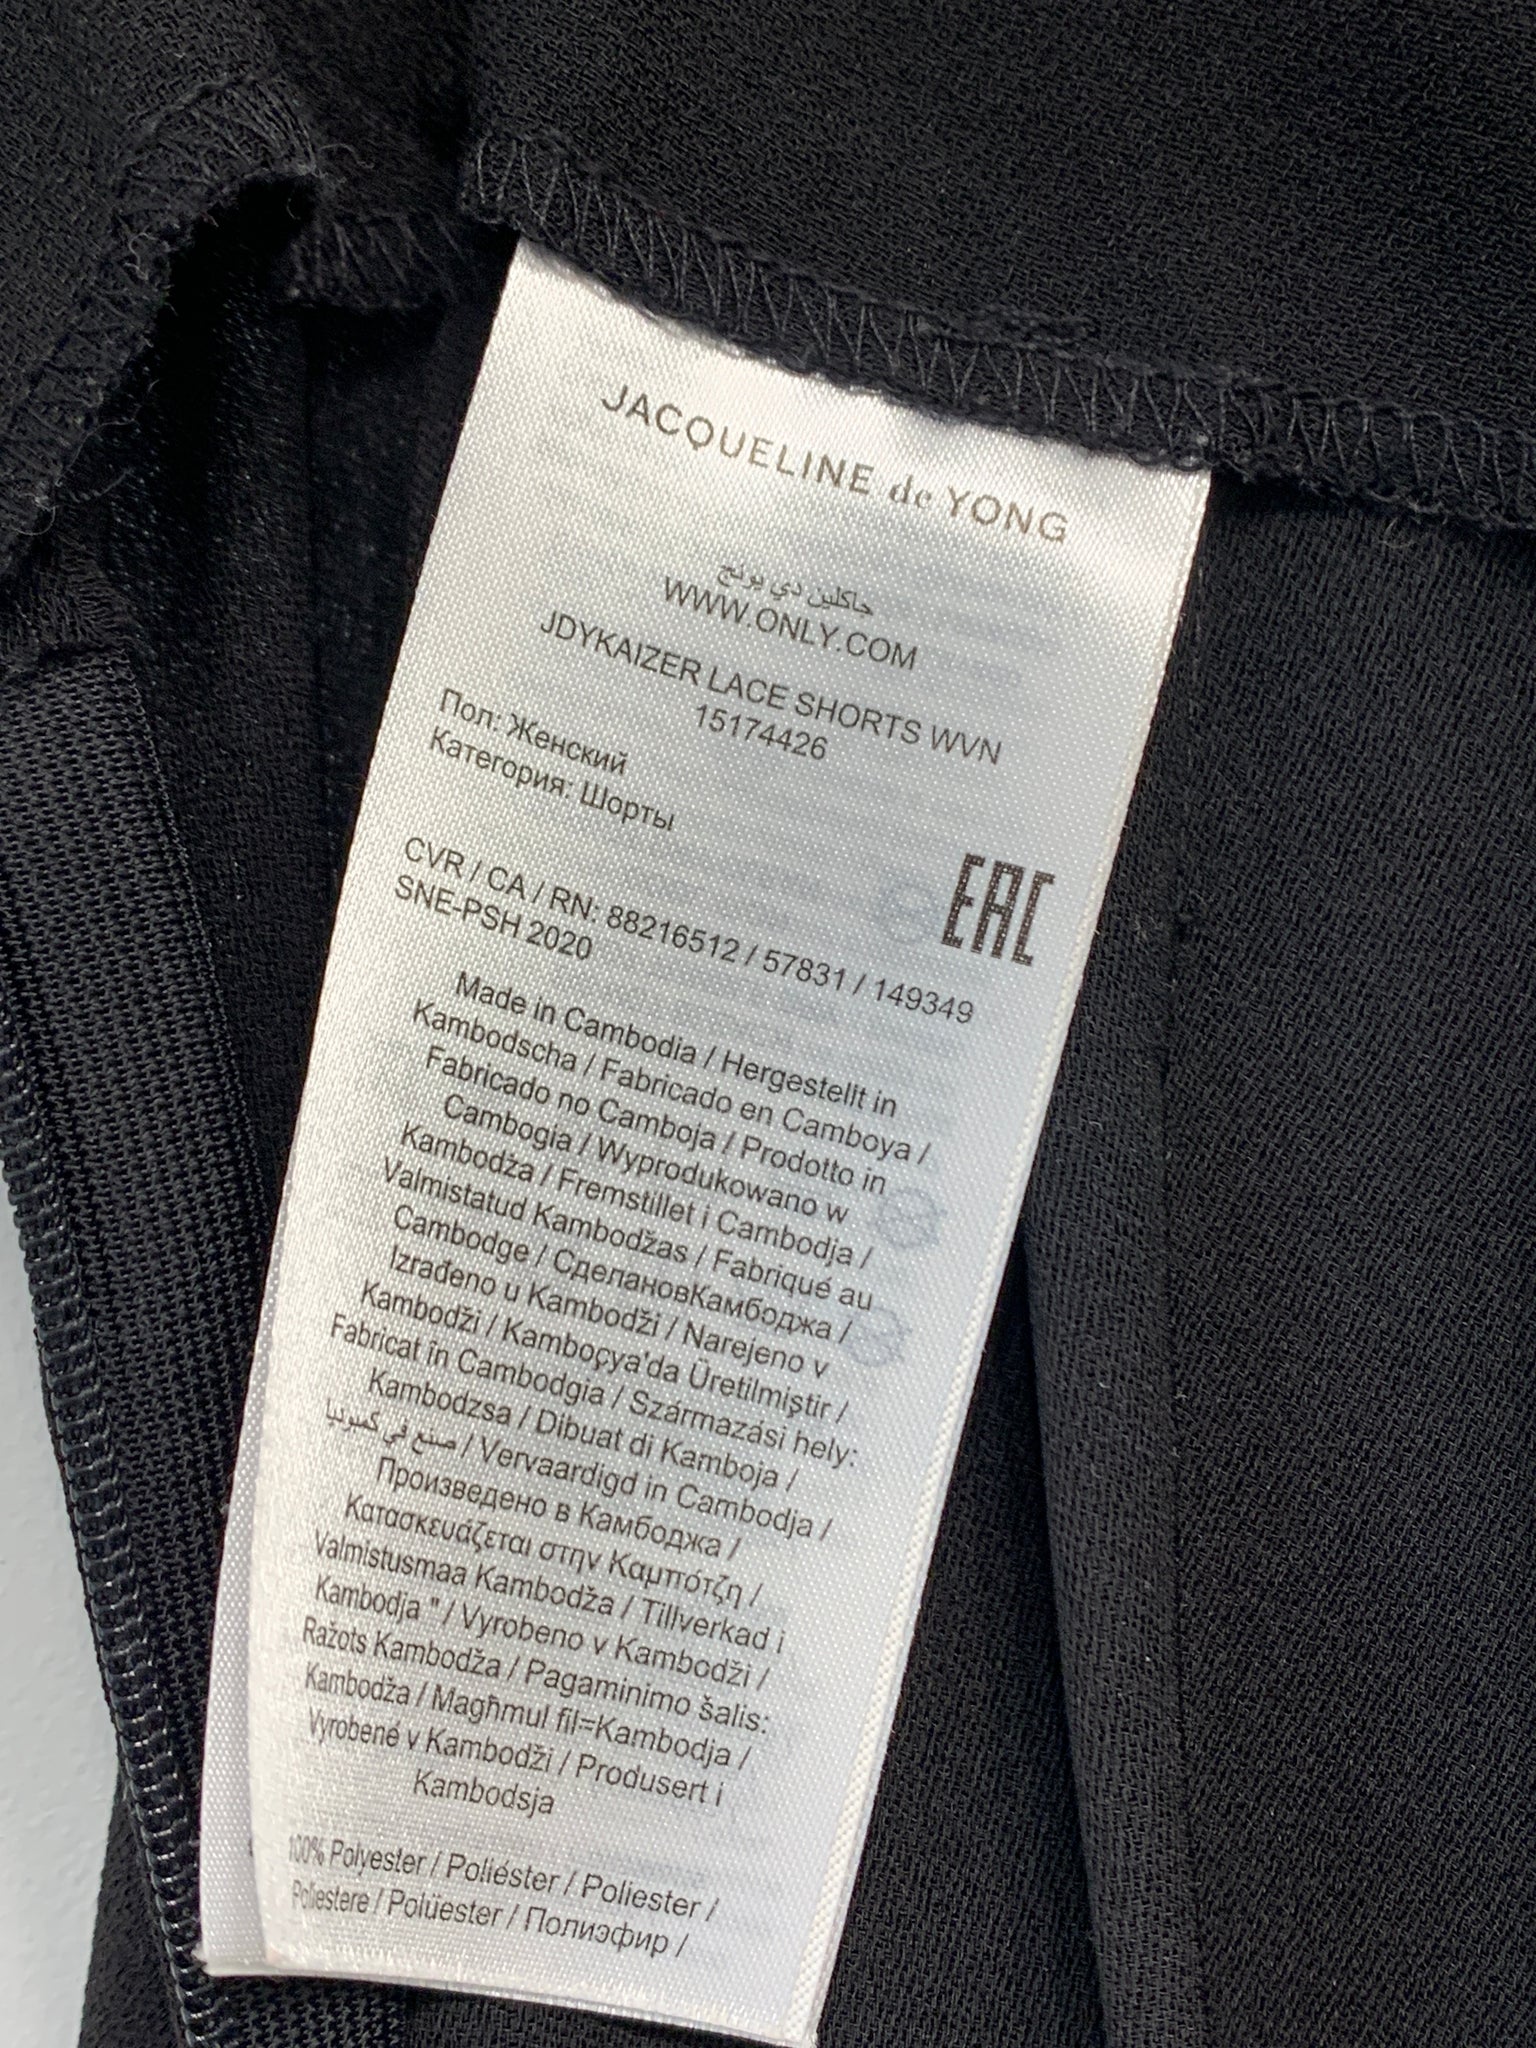 JACQUELINE de YONG
جاكلين دي يونج
WWW.ONLY.COM
JDYKAIZER LACE SHORTS WVN
15174426
Пол: Женский
Категория: Шорты
EAC
CVR / CA / RN: 88216512 / 57831 / 149349
SNE-PSH 2020
Made in Cambodia / Hergestellt in
Kambodscha / Fabricado en Camboya /
Fabricado no Camboja / Prodotto in
Cambogia / Wyprodukowano w
Kambodża / Fremstillet i Cambodja /
Valmistatud Kambodžas / Fabriqué au
Cambodge / СделановКамбоджа /
Izrađeno u Kambodži / Narejeno v
Kambodži / Kamboçya'da Üretilmiştir /
Fabricat în Cambodgia / Származási hely:
Kambodzsa / Dibuat di Kamboja /
صنع في كمبوديا / Vervaardigd in Cambodja /
Произведено в Камбоджа /
Κατασκευάζεται στην Καμπότζη /
Valmistusmaa Kambodža / Tillverkad i
Kambodja " / Vyrobeno v Kambodži /
Ražots Kambodža / Pagaminimo šalis:
Kambodža / Magħmul fil=Kambodja /
Vyrobené v Kambodži / Produsert i
Kambodsja
100% Polyester / Poliéster / Poliester /
Poliestere / Polüester / Полиэфир /